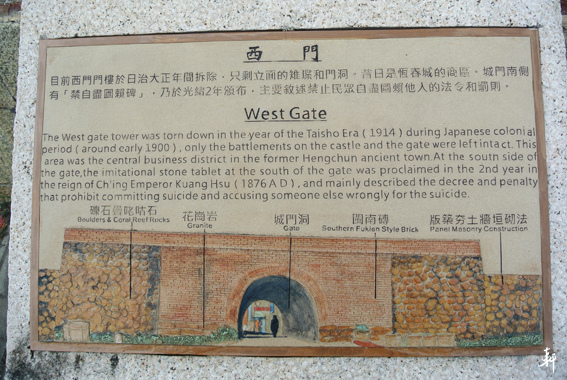 西 門
目前西門門樓於日治大正年間拆除，只剩立面的雉堞和門洞。昔日是恆春城的商區。城門南側
有「禁自盡圖賴碑」，乃於光緒2年頒布，主要敘述禁止民眾自盡圖賴他人的法令和罰則。
West Gate
The West gate tower was torn down in the year of the Taisho Era ( 1914 ) during Japanese colonial
period ( around early 1900 ) , only the battlements on the castle and the gate were left intact. This
area was the central business district in the former Hengchun ancient town. At the south side of
the gate, the imitational stone tablet at the south of the gate was proclaimed in the 2nd year in
the reign of Ch'ing Emperor Kuang Hsu ( 1876 A D ) , and mainly described the decree and penalty
that prohibit committing suicide and accusing someone else wrongly for the suicide.
礫石與咾咕石 花崗岩 城門洞 閩南磚 版築夯土牆垣砌法
Boulders & Coral Reef Rocks Granite Gate Southern Fukien Style Brick Panel Masonry Construction
軒